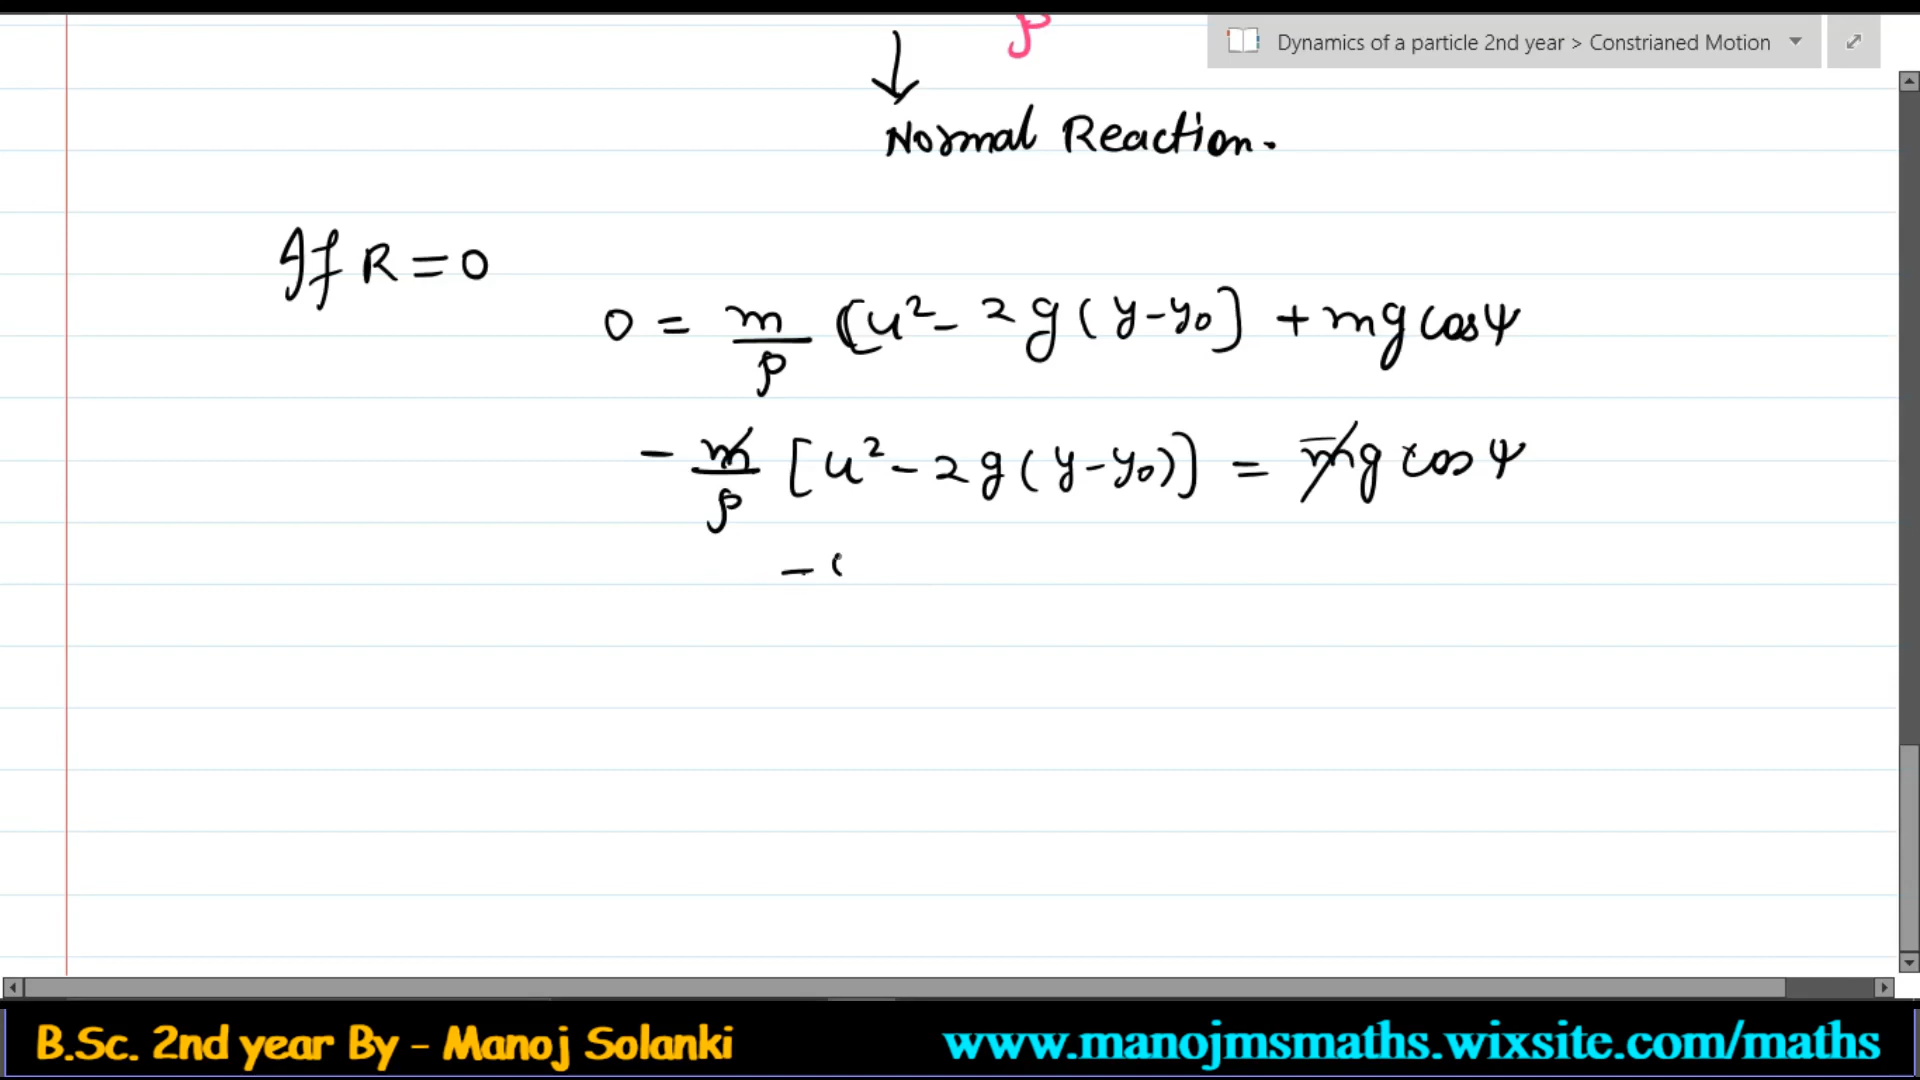 ρ
Dynamics of a particle 2nd year > Constrianed Motion
↓
Normal Reaction.
If R = 0
0 = m/ρ [u² - 2g(y-y₀] + mg cosψ
- m/ρ [u² - 2g(y-y₀)] = mg cosψ
- (
B.Sc. 2nd year By - Manoj Solanki
www.manojmsmaths.wixsite.com/maths